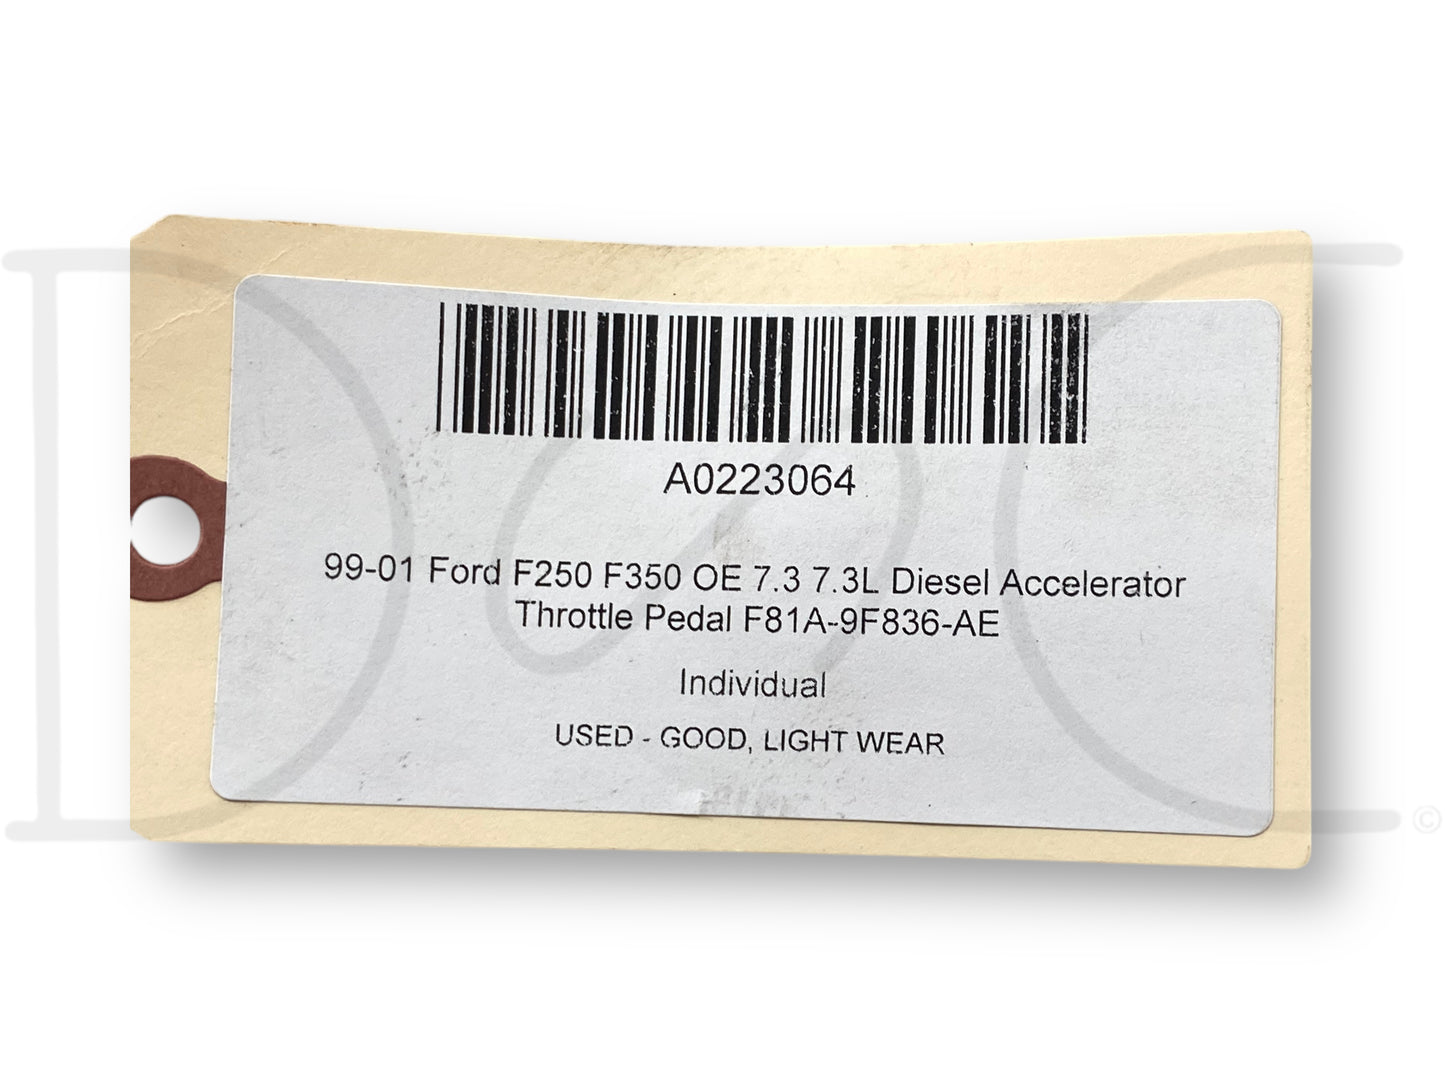 A0223064
99-01 Ford F250 F350 OE 7.3 7.3L Diesel Accelerator
Throttle Pedal F81A-9F836-AE
Individual
USED - GOOD, LIGHT WEAR
©